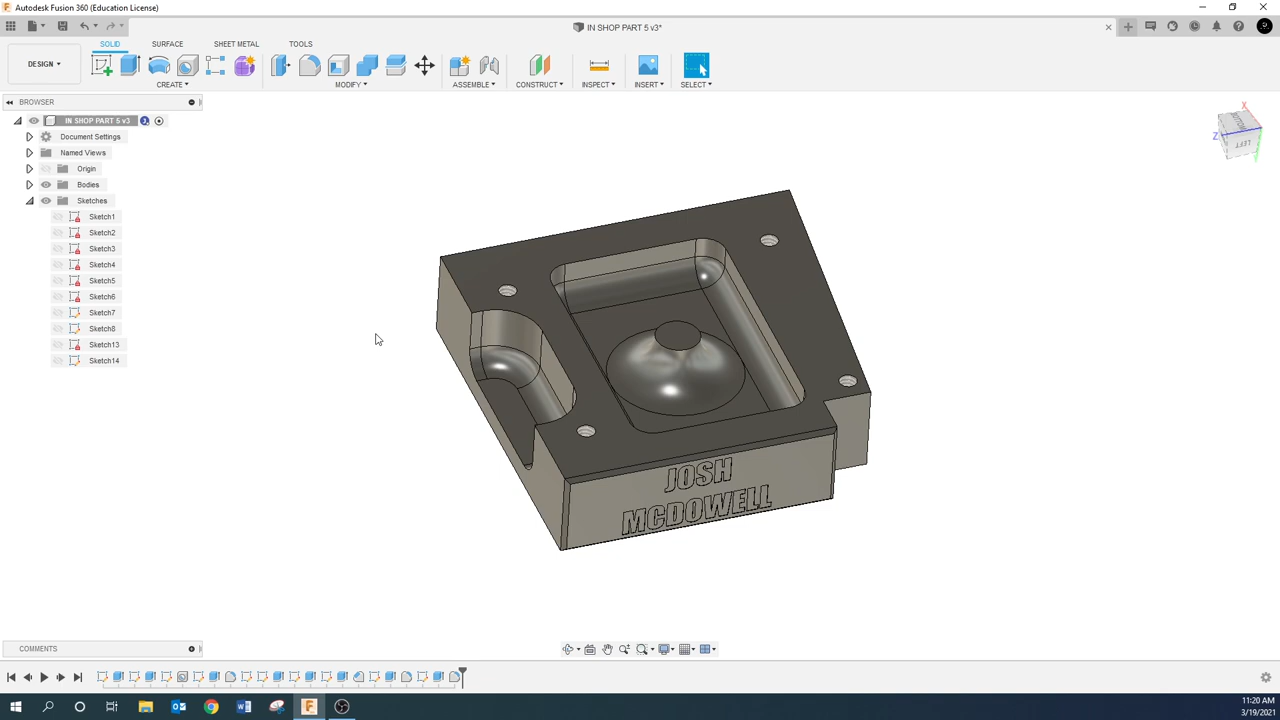 Autodesk Fusion 360 (Education License)
IN SHOP PART 5 v3*
SOLID SURFACE SHEET METAL TOOLS
DESIGN
CREATE MODIFY ASSEMBLE CONSTRUCT INSPECT INSERT SELECT
BROWSER
IN SHOP PART 5 v3
Document Settings
Named Views
Origin
Bodies
Sketches
Sketch1
Sketch2
Sketch3
Sketch4
Sketch5
Sketch6
Sketch7
Sketch8
Sketch13
Sketch14
X
Z
BOTTOM
LEFT
JOSH
MCDOWELL
COMMENTS
11:20 AM
3/19/2021